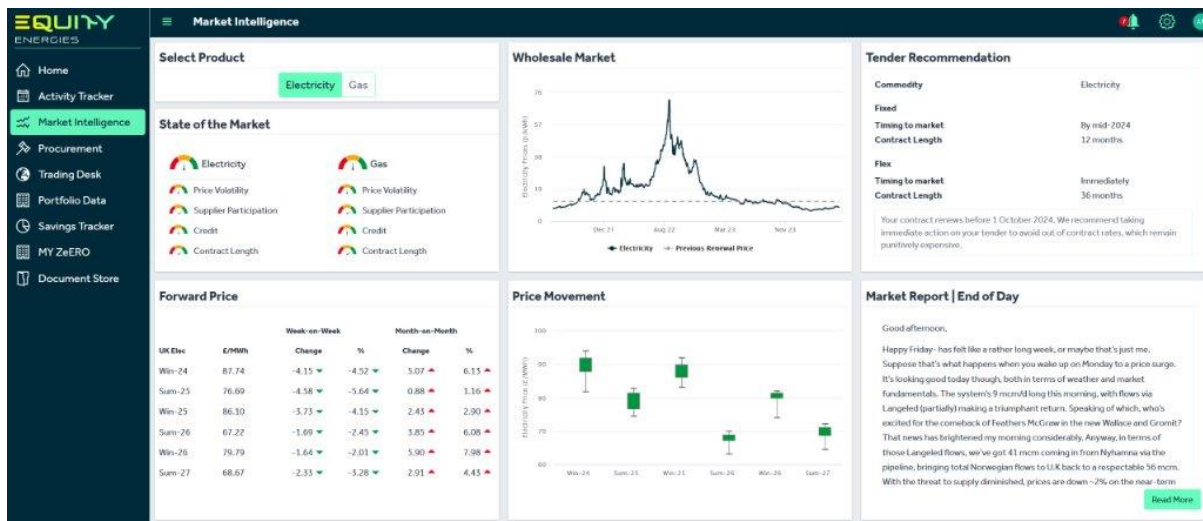 EQUITY
ENERGIES
Home
Activity Tracker
Market Intelligence
Procurement
Trading Desk
Portfolio Data
Savings Tracker
MY ZeERO
Document Store
Market Intelligence
Select Product
Electricity Gas
State of the Market
Electricity Gas
Price Volatility Price Volatility
Supplier Participation Supplier Participation
Credit Credit
Contract Length Contract Length
Wholesale Market
Electricity Prices (p/kWh)
76
57
38
19
0
Dec 21 Aug 22 Mar 23 Nov 23
Electricity Previous Renewal Price
Tender Recommendation
Commodity Electricity
Fixed
Timing to market By mid-2024
Contract Length 12 months
Flex
Timing to market Immediately
Contract Length 36 months
Your contract renews before 1 October 2024, We recommend taking
immediate action on your tender to avoid out of contract rates, which remain
punitively expensive.
Forward Price
Week-on-Week Month-on-Month
UK Elec £/MWh Change % Change %
Win-24 87.74 -4.15 -4.52 5.07 6.13
Sum-25 76.69 -4.58 -5.64 0.88 1.16
Win-25 86.10 -3.73 -4.15 2.43 2.90
Sum-26 67.22 -1.69 -2.45 3.85 6.08
Win-26 79.79 -1.64 -2.01 5.90 7.98
Sum-27 68.67 -2.33 -3.28 2.91 4.43
Price Movement
Electricity Price (£/MWh)
100
90
80
70
60
Win-24 Sum-25 Win-25 Sum-26 Win-26 Sum-27
Market Report | End of Day
Good afternoon,
Happy Friday- has felt like a rather long week, or maybe that's just me.
Suppose that's what happens when you wake up on Monday to a price surge.
It's looking good today though, both in terms of weather and market
fundamentals. The system's 9 mcm/d long this morning, with flows via
Langeled (partially) making a triumphant return. Speaking of which, who's
excited for the comeback of Feathers McGraw in the new Wallace and Gromit?
That news has brightened my morning considerably. Anyway, in terms of
those Langeled flows, we've got 41 mcm coming in from Nyhamna via the
pipeline, bringing total Norwegian flows to U.K back to a respectable 56 mcm.
With the threat to supply diminished, prices are down ~2% on the near-term
Read More